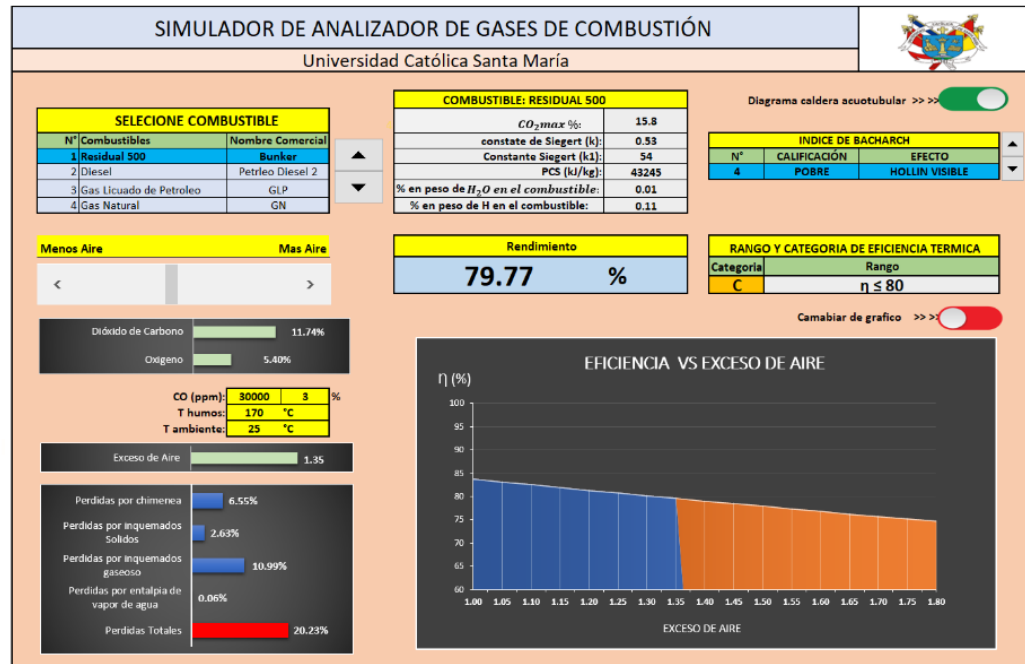 SIMULADOR DE ANALIZADOR DE GASES DE COMBUSTIÓN
Universidad Católica Santa María
SELECIONE COMBUSTIBLE
N° Combustibles Nombre Comercial
1 Residual 500 Bunker
2 Diesel Petrleo Diesel 2
3 Gas Licuado de Petroleo GLP
4 Gas Natural GN
COMBUSTIBLE: RESIDUAL 500
CO₂max %: 15.8
constate de Siegert (k): 0.53
Constante Siegert (k1): 54
PCS (kJ/kg): 43245
% en peso de H₂O en el combustible: 0.01
% en peso de H en el combustible: 0.11
Diagrama caldera acuotubular >> >>
INDICE DE BACHARCH
N° CALIFICACIÓN EFECTO
4 POBRE HOLLIN VISIBLE
Menos Aire Mas Aire
Rendimiento
79.77 %
RANGO Y CATEGORIA DE EFICIENCIA TERMICA
Categoria Rango
C η ≤ 80
Camabiar de grafico >> >>
Dióxido de Carbono 11.74%
Oxigeno 5.40%
CO (ppm): 30000 3 %
T humos: 170 °C
T ambiente: 25 °C
Exceso de Aire 1.35
Perdidas por chimenea 6.55%
Perdidas por inquemados
Solidos 2.63%
Perdidas por inquemados
gaseoso 10.99%
Perdidas por entalpia de
vapor de agua 0.06%
Perdidas Totales 20.23%
EFICIENCIA VS EXCESO DE AIRE
η (%)
100
95
90
85
80
75
70
65
60
1.00 1.05 1.10 1.15 1.20 1.25 1.30 1.35 1.40 1.45 1.50 1.55 1.60 1.65 1.70 1.75 1.80
EXCESO DE AIRE